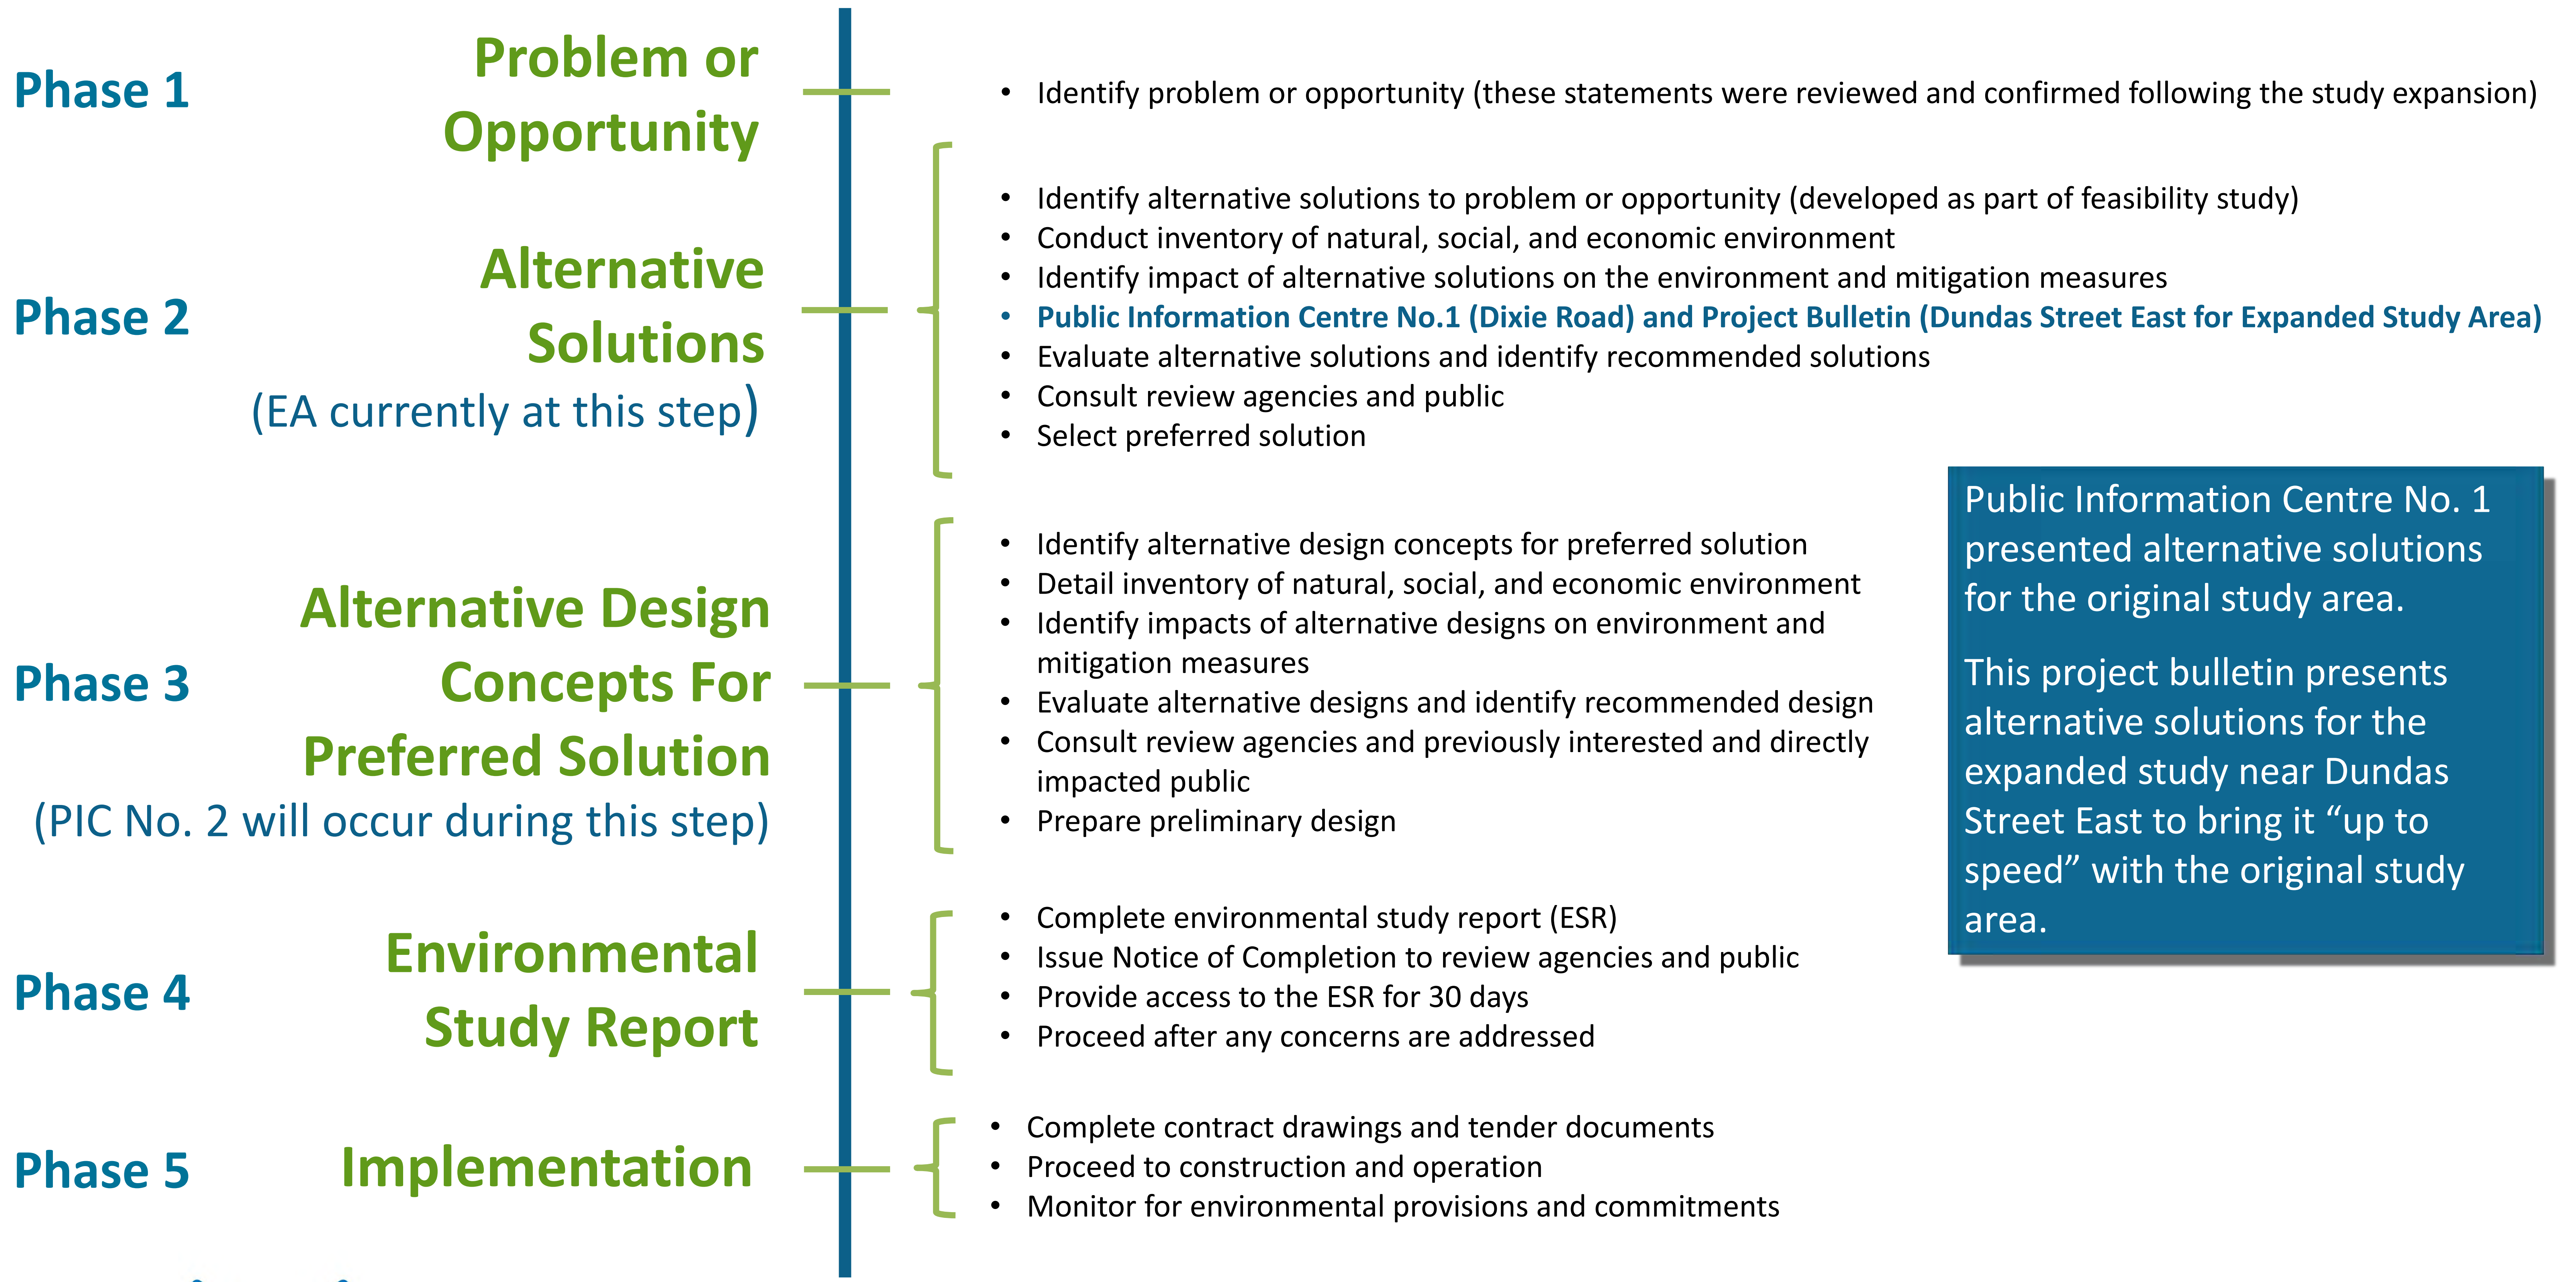 Phase 1
Problem or
Opportunity
• Identify problem or opportunity (these statements were reviewed and confirmed following the study expansion)
Phase 2
Alternative
Solutions
(EA currently at this step)
• Identify alternative solutions to problem or opportunity (developed as part of feasibility study)
• Conduct inventory of natural, social, and economic environment
• Identify impact of alternative solutions on the environment and mitigation measures
• Public Information Centre No.1 (Dixie Road) and Project Bulletin (Dundas Street East for Expanded Study Area)
• Evaluate alternative solutions and identify recommended solutions
• Consult review agencies and public
• Select preferred solution
Phase 3
Alternative Design
Concepts For
Preferred Solution
(PIC No. 2 will occur during this step)
• Identify alternative design concepts for preferred solution
• Detail inventory of natural, social, and economic environment
• Identify impacts of alternative designs on environment and
mitigation measures
• Evaluate alternative designs and identify recommended design
• Consult review agencies and previously interested and directly
impacted public
• Prepare preliminary design
Public Information Centre No. 1
presented alternative solutions
for the original study area.
This project bulletin presents
alternative solutions for the
expanded study near Dundas
Street East to bring it “up to
speed” with the original study
area.
Phase 4
Environmental
Study Report
• Complete environmental study report (ESR)
• Issue Notice of Completion to review agencies and public
• Provide access to the ESR for 30 days
• Proceed after any concerns are addressed
Phase 5
Implementation
• Complete contract drawings and tender documents
• Proceed to construction and operation
• Monitor for environmental provisions and commitments